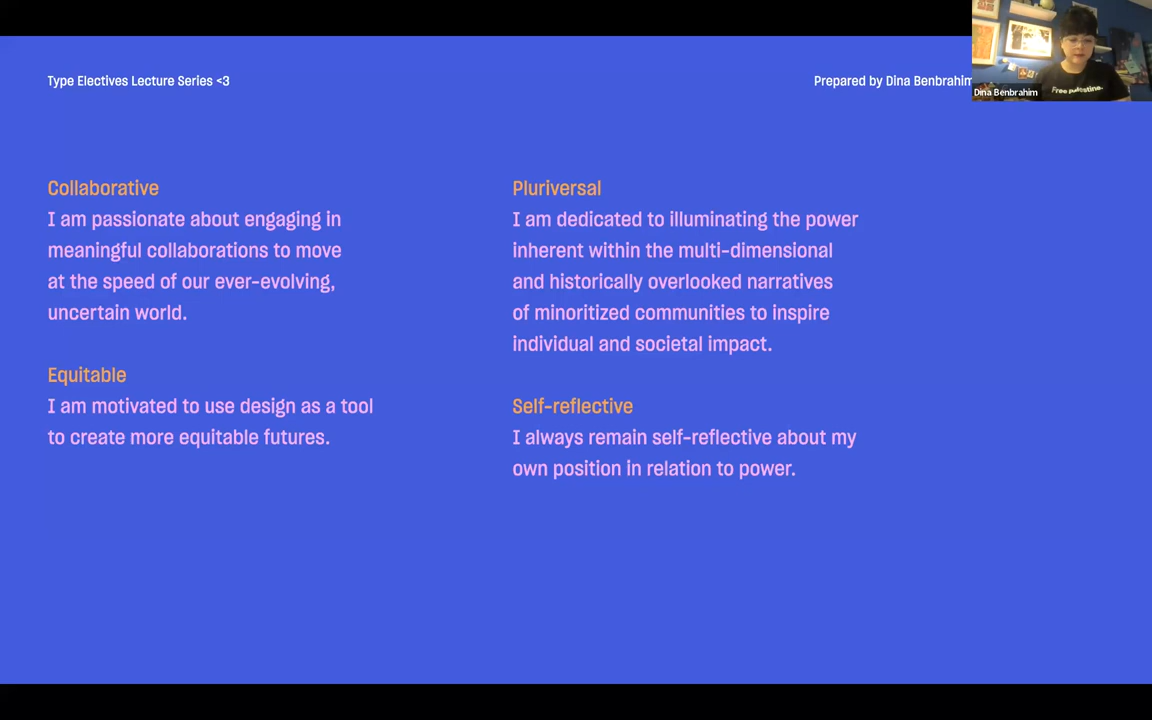 Type Electives Lecture Series <3
Prepared by Dina Benbrahim
Dina Benbrahim
Free palestine.
Collaborative
I am passionate about engaging in
meaningful collaborations to move
at the speed of our ever-evolving,
uncertain world.
Equitable
I am motivated to use design as a tool
to create more equitable futures.
Pluriversal
I am dedicated to illuminating the power
inherent within the multi-dimensional
and historically overlooked narratives
of minoritized communities to inspire
individual and societal impact.
Self-reflective
I always remain self-reflective about my
own position in relation to power.